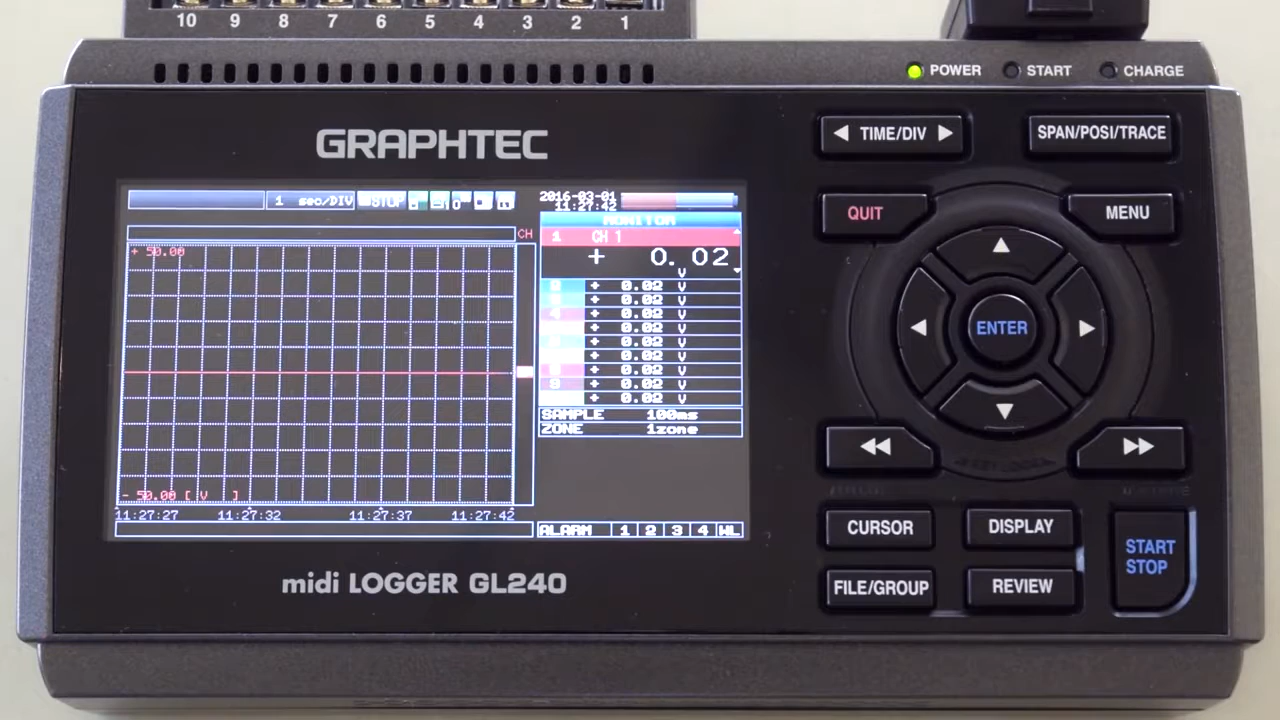 10 9 8 7 6 5 4 3 2 1
POWER START CHARGE
GRAPHTEC
TIME/DIV
SPAN/POSI/TRACE
QUIT
MENU
ENTER
CURSOR
DISPLAY
FILE/GROUP
REVIEW
START
STOP
1 sec/DIV
STOP
2016-03-01
11:27:42
MONITOR
CH
1 CH 1
+ 0.02
V
+ 50.00
- 50.00 [ V ]
11:27:27 11:27:32 11:27:37 11:27:42
SAMPLE 100ms
ZONE 1zone
ALARM 1 2 3 4 WL
midi LOGGER GL240